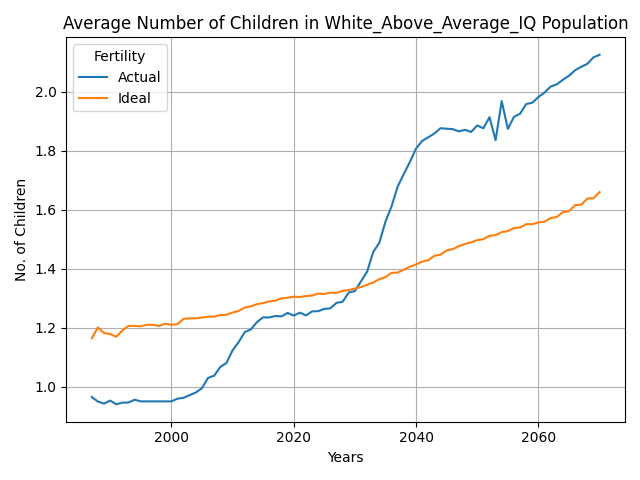 Average Number of Children in White_Above_Average_IQ Population
Fertility
Actual
Ideal
No. of Children
2.0
1.8
1.6
1.4
1.2
1.0
2000 2020 2040 2060
Years